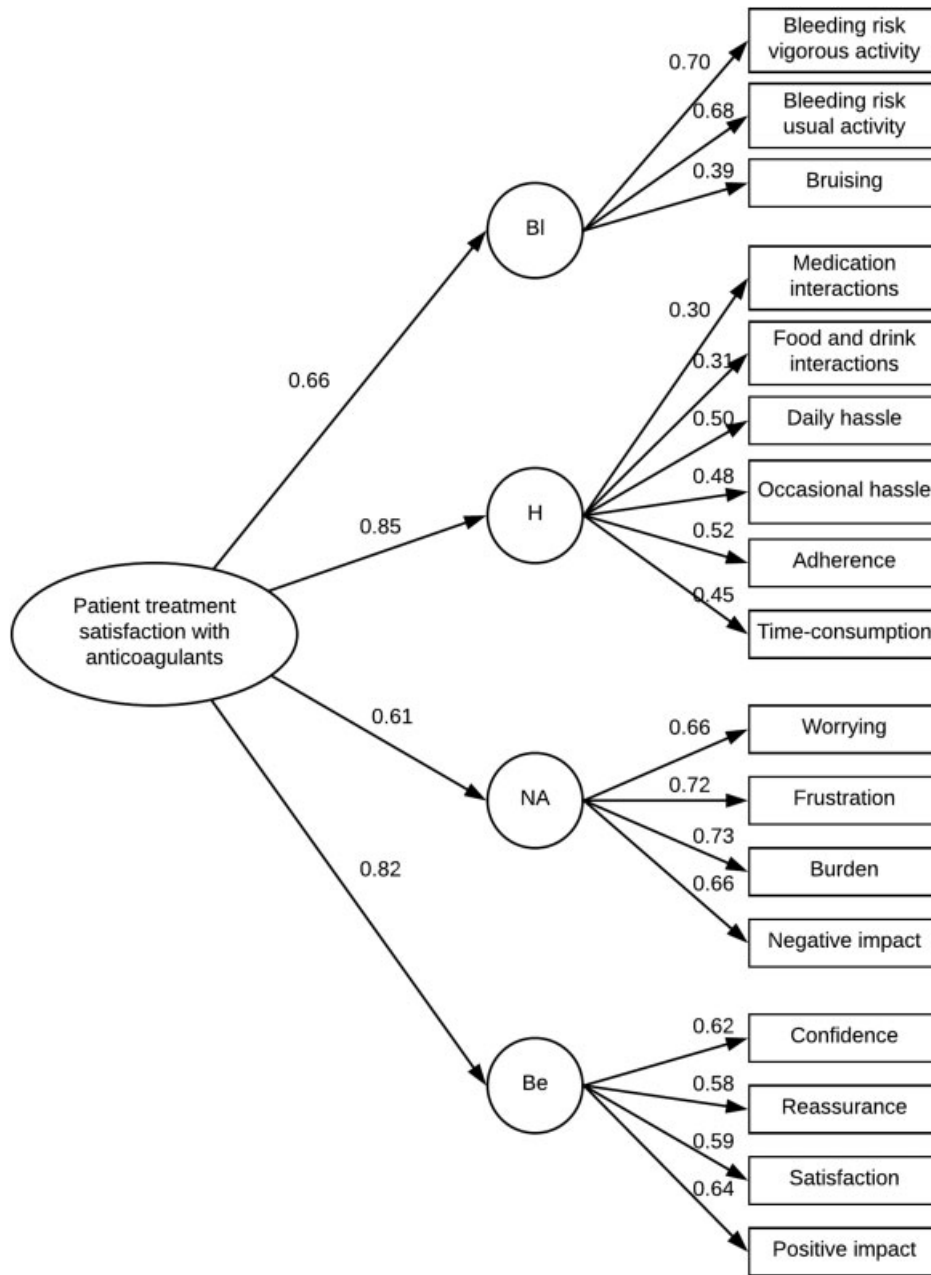 Bleeding risk
vigorous activity
0.70
Bleeding risk
usual activity
0.68
Bruising
0.39
Bl
Medication
interactions
0.30
Food and drink
interactions
0.31
0.66
Daily hassle
0.50
Occasional hassle
0.48
H
0.85
Adherence
0.52
Time-consumption
0.45
Patient treatment
satisfaction with
anticoagulants
0.61
Worrying
0.66
NA
Frustration
0.72
Burden
0.73
0.82
Negative impact
0.66
Confidence
0.62
Be
Reassurance
0.58
Satisfaction
0.59
Positive impact
0.64